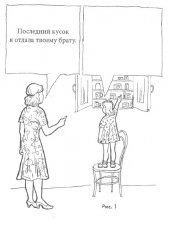 Последний кусок
я отдала твоему брату.
Рис. 1